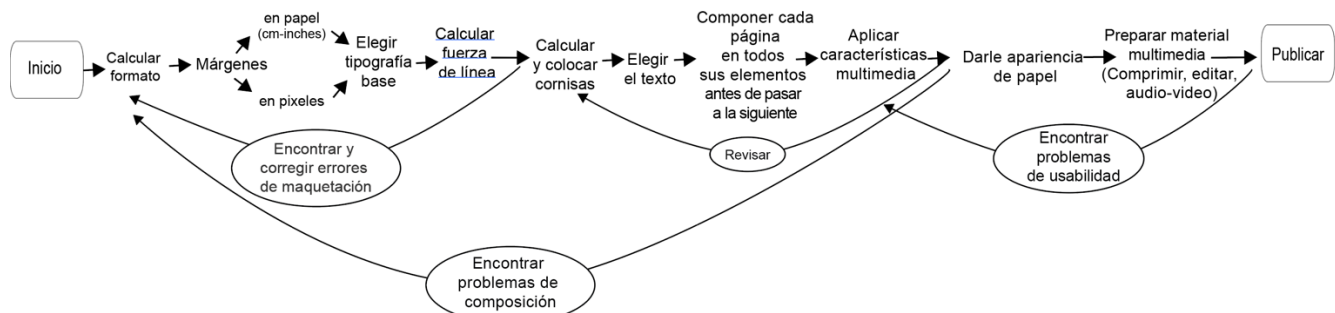 Inicio
Calcular
formato
Márgenes
en papel
(cm-inches)
en pixeles
Elegir
tipografía
base
Calcular
fuerza
de línea
Calcular
y colocar
cornisas
Elegir
el texto
Componer cada
página
en todos
sus elementos
antes de pasar
a la siguiente
Aplicar
características
multimedia
Darle apariencia
de papel
Preparar material
multimedia
(Comprimir, editar,
audio-video)
Publicar
Encontrar y
corregir errores
de maquetación
Revisar
Encontrar
problemas
de usabilidad
Encontrar
problemas de
composición